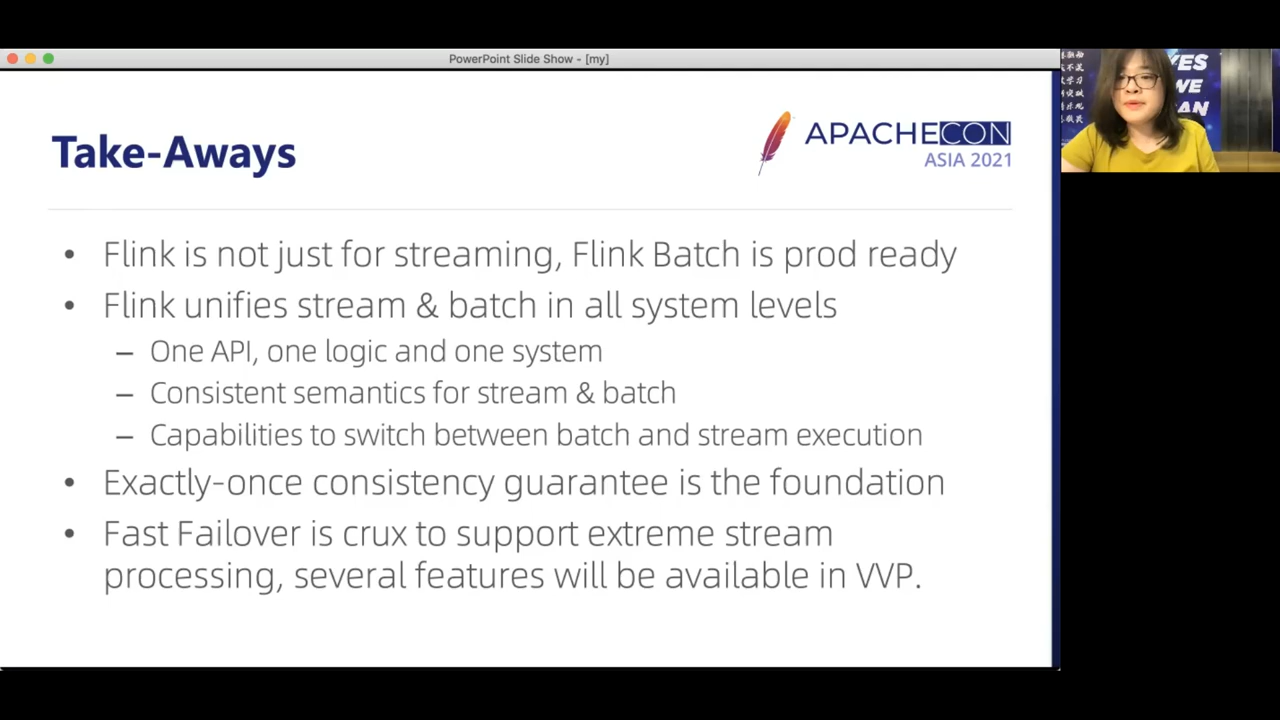 PowerPoint Slide Show - [my]
Take-Aways
APACHECON
ASIA 2021
• Flink is not just for streaming, Flink Batch is prod ready
• Flink unifies stream & batch in all system levels
– One API, one logic and one system
– Consistent semantics for stream & batch
– Capabilities to switch between batch and stream execution
• Exactly-once consistency guarantee is the foundation
• Fast Failover is crux to support extreme stream
processing, several features will be available in VVP.
YES
WE